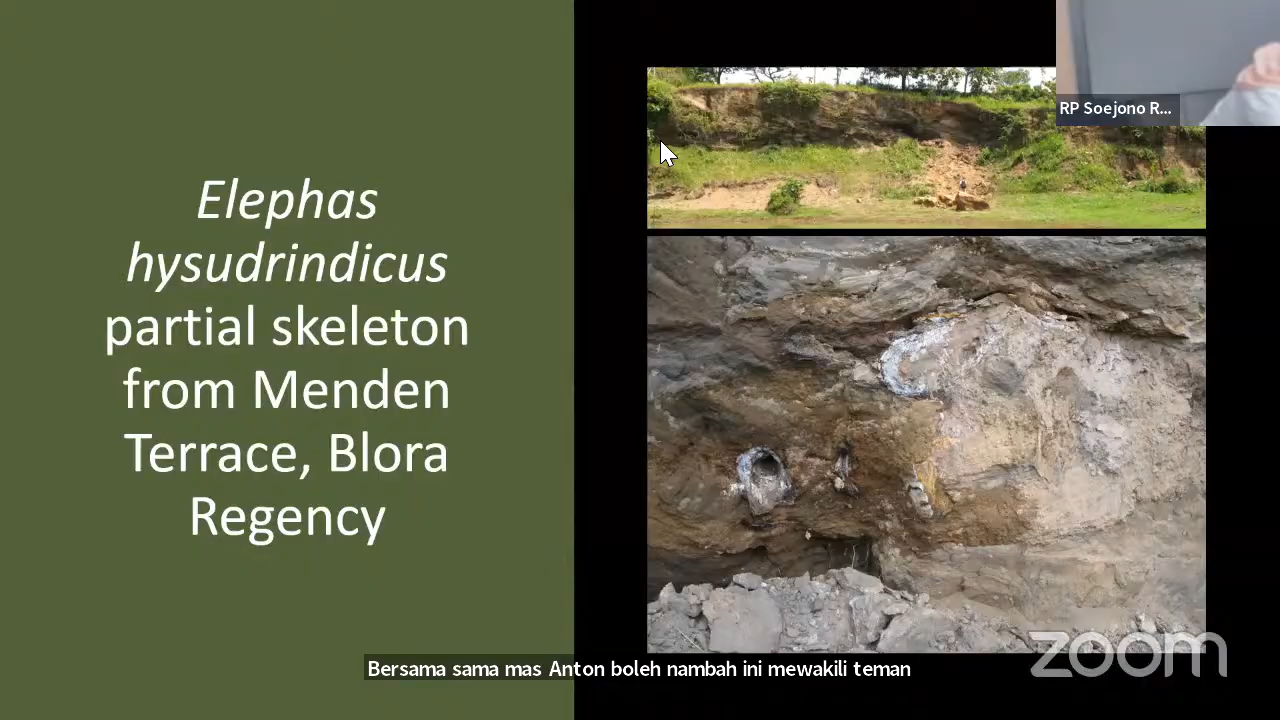 Elephas
hysudrindicus
partial skeleton
from Menden
Terrace, Blora
Regency
RP Soejono R...
zoom
Bersama sama mas Anton boleh nambah ini mewakili teman